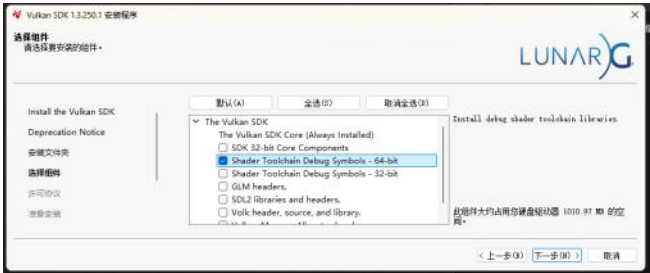 Vulkan SDK 1.3.250.1 安装程序
选择组件
请选择要安装的组件。
LUNARG
Install the Vulkan SDK
Deprecation Notice
安装文件夹
选择组件
许可协议
准备安装
默认(A)
全选(S)
取消全选(D)
The Vulkan SDK
The Vulkan SDK Core (Always Installed)
SDK 32-bit Core Components
Shader Toolchain Debug Symbols - 64-bit
Shader Toolchain Debug Symbols - 32-bit
GLM headers.
SDL2 libraries and headers.
Volk header, source, and library.
Install debug shader toolchain libraries.
此组件大约占用您硬盘驱动器 1010.97 MB 的空
间。
< 上一步(B)
下一步(N) >
取消